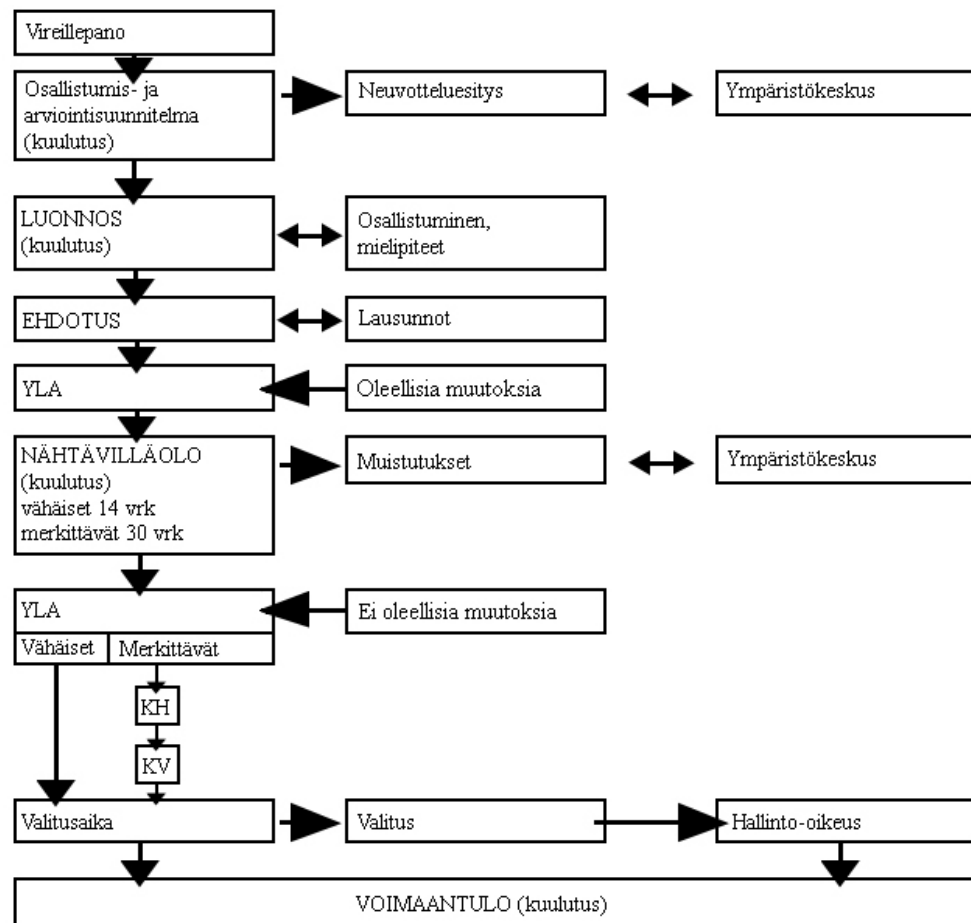 Vireillepano
Osallistumis- ja
arviointisuunnitelma
(kuulutus)
Neuvotteluesitys
Ympäristökeskus
LUONNOS
(kuulutus)
Osallistuminen,
mielipiteet
EHDOTUS
Lausunnot
YLA
Oleellisia muutoksia
NÄHTÄVILLÄOLO
(kuulutus)
vähäiset 14 vrk
merkittävät 30 vrk
Muistutukset
Ympäristökeskus
YLA
Ei oleellisia muutoksia
Vähäiset
Merkittävät
KH
KV
Valitusaika
Valitus
Hallinto-oikeus
VOIMAANTULO (kuulutus)